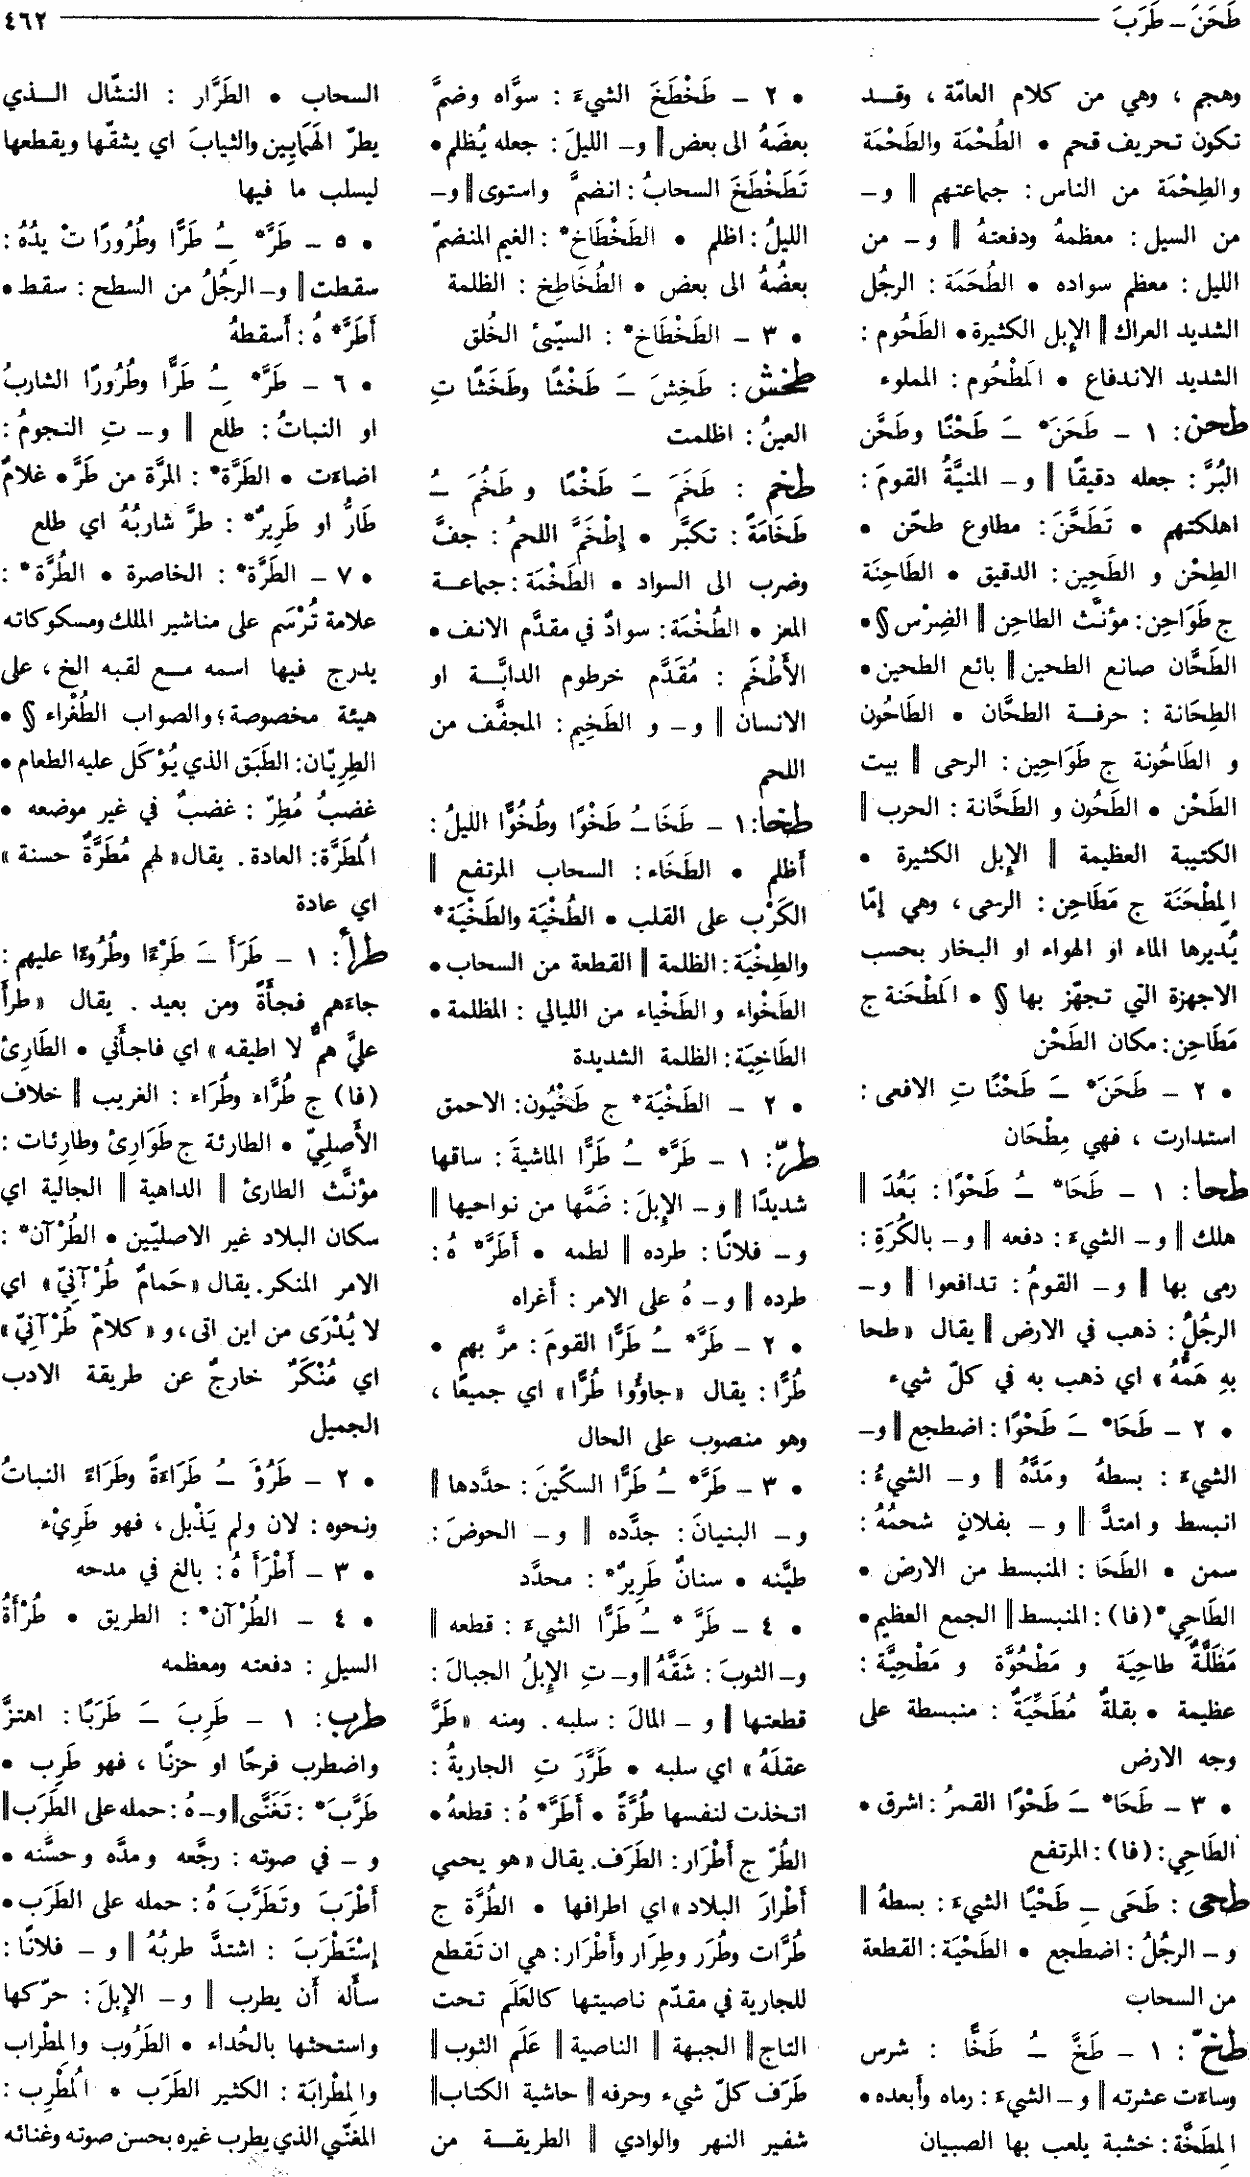 طَحَنَ – طَرَبَ
٤٦٢
وهجم ، وهي من كلام العامّة ، وقد
تكون تحريف قحم • الطُحْمَة والطَحْمَة
والطِحْمَة من الناس : جماعتهم ‖ و –
من السيل : معظمهُ ودفعتهُ ‖ و – من
الليل : معظم سواده • الطُحَمَة : الرجُل
الشديد العراك ‖ الإبل الكثيرة • الطَحُوم :
الشديد الاندفاع • المَطْحُوم : المملوء
طحن : ١ – طَحَنَ* ـَ طَحْنًا وطَحَّن
البُرَّ : جعله دقيقًا ‖ و – المنيَّةُ القومَ :
اهلكتهم • تَطَحَّنَ : مطاوع طحّن •
الطِحْن و الطَحِين : الدقيق • الطَاحِنَة
ج طَوَاحِن : مؤنَّث الطاحِن ‖ الضِرْس § •
الطَحَّان صانع الطحين ‖ بائع الطحين •
الطِحَانة : حرفة الطحَّان • الطَاحُون
و الطَاحُونة ج طَوَاحِين : الرحى ‖ بيت
الطَحْن • الطَحُون و الطَحَّانة : الحرب ‖
الكتيبة العظيمة ‖ الإبل الكثيرة •
المِطْحَنَة ج مَطَاحِن : الرحى ، وهي إمّا
يُديرها الماء او الهواء او البخار بحسب
الاجهزة التي تجهّز بها § • المَطْحَنة ج
مَطَاحِن : مكان الطَحْن
• ٢ – طَحَنَ* ـَ طَحْنًا تِ الافعى :
استدارت ، فهي مِطْحَان
طحا : ١ – طَحَا* ـُ طَحْوًا : بَعُدَ ‖
هلك ‖ و – الشيءَ : دفعه ‖ و – بالكُرَةِ :
رمى بها ‖ و – القومُ : تدافعوا ‖ و –
الرجُلُ : ذهب في الارض ‖ يقال « طحا
بهِ هَمُّهُ » اي ذهب به في كلّ شيء
• ٢ – طَحَا* ـَ طَحْوًا : اضطجع ‖ و –
الشيءَ : بسطهُ ومَدَّهُ ‖ و – الشيءُ :
انبسط وامتدَّ ‖ و – بفلانٍ شحمُهُ :
سمن • الطَحَا : المنبسط من الارض •
الطَاحِي* (فا) : المنبسط ‖ الجمع العظيم •
مَظَلَّةٌ طاحِيَة و مَطْحُوَّة و مَطْحِيَّة :
عظيمة • بقلةٌ مُطَحِّيَةٌ : منبسطة على
وجه الارض
• ٣ – طَحَا* ـَ طَحْوًا القمرُ : اشرق •
الطَاحِي : (فا) : المرتفع
طحى : طَحَى ـِ طَحْيًا الشيءَ : بسطهُ ‖
و – الرجُلُ : اضطجع • الطَحْيَة : القطعة
من السحاب
طخّ : ١ – طَخَّ ـُ طَخًّا : شرس
وساءَت عشرته ‖ و – الشيءَ : رماه وأبعده •
المِطَخَّة : خشبة يلعب بها الصبيان
• ٢ – طَخْطَخَ الشيءَ : سوَّاه وضمَّ
بعضَهُ الى بعض ‖ و – الليلَ : جعله يُظلم •
تَطَخْطَخَ السحابُ : انضمَّ واستوى ‖ و –
الليلُ : اظلم • الطَخْطَاخ* : الغيم المنضمّ
بعضُهُ الى بعض • الطُخَاطِخ : الظلمة
• ٣ – الطَخْطَاخ* : السيّئ الخُلق
طخش : طَخِشَ ـَ طَخْشًا وطَخَشًا تِ
العينُ : اظلمت
طخم : طَخَمَ ـَ طَخْمًا و طَخُمَ ـُ
طَخَامَةً : تكبَّر • إطْخَمَّ اللحمُ : جفَّ
وضرب الى السواد • الطَخْمَة : جماعة
المعز • الطُخْمَة : سوادٌ في مقدَّم الانف •
الأَطْخَم : مُقَدَّم خرطوم الدابَّة او
الانسان ‖ و – و الطَخِيم : المجفَّف من
اللحم
طخا : ١ – طَخَا ـُ طَخْوًا وطُخُوًّا الليلُ :
أَظلم • الطَخَاء : السحاب المرتفع ‖
الكَرْب على القلب • الطُخْيَة والطَخْيَة*
والطِخْيَة : الظلمة ‖ القطعة من السحاب •
الطَخْواء و الطَخْياء من الليالي : المظلمة •
الطَاخِيَة : الظلمة الشديدة
• ٢ – الطَخْيَة* ج طَخْيُون : الاحمق
طرّ : ١ – طَرَّ* ـُ طَرًّا الماشيةَ : ساقها
شديدًا ‖ و – الإبلَ : ضَمَّها من نواحيها ‖
و – فلانًا : طرده ‖ لطمه • أَطَرَّ* هُ :
طرده ‖ و – هُ على الامر : أغراه
• ٢ – طَرَّ* ـُ طَرًّا القومَ : مرَّ بهم •
طُرًّا : يقال « جاؤُوا طُرًّا » اي جميعًا ،
وهو منصوب على الحال
• ٣ – طَرَّ* ـُ طَرًّا السكّينَ : حدَّدها ‖
و – البنيانَ : جدَّده ‖ و – الحوضَ :
طيَّنه • سنانٌ طَرِيرٌ* : محدَّد
• ٤ – طَرَّ* ـُ طَرًّا الشيءَ : قطعه ‖
و – الثوبَ : شَقَّهُ ‖ و – تِ الإبلُ الجبالَ :
قطعتها ‖ و – المالَ : سلبه . ومنه « طَرَّ
عقلَهُ » اي سلبه • طَرَّرَ تِ الجاريةُ :
اتخذت لنفسها طُرَّةً • أَطَرَّ* هُ : قطعهُ •
الطُرّ ج أَطْرَار : الطَرَف . يقال « هو يحمي
أَطْرارَ البلاد » اي اطرافها • الطُرَّة ج
طُرَّات وطُرَر وطِرَار وأَطْرَار : هي ان تَقطع
للجارية في مقدّم ناصيتها كالعَلَم تحت
التاج ‖ الجبهة ‖ الناصية ‖ عَلَم الثوب ‖
طَرَف كلّ شيء وحرفه ‖ حاشية الكتاب ‖
شفير النهر والوادي ‖ الطريقة من
السحاب • الطَرَّار : النشّال الذي
يطرّ الهَمَايِين والثيابَ اي يشقّها ويقطعها
ليسلب ما فيها
• ٥ – طَرَّ* ـُِ طَرًّا وطُرُورًا تْ يدُهُ :
سقطت ‖ و – الرجُلُ من السطح : سقط •
أَطَرَّ* هُ : أَسقطهُ
• ٦ – طَرَّ* ـُِ طَرًّا وطُرُورًا الشاربُ
او النباتُ : طلع ‖ و – تِ النجومُ :
اضاءَت • الطَرَّة* : المرَّة من طَرَّ • غلامٌ
طَارٌّ او طَرِيرٌ* : طرَّ شاربُهُ اي طلع
• ٧ – الطَرَّة* : الخاصرة • الطُرَّة* :
علامة تُرْسَم على مناشير الملك ومسكوكاته
يدرج فيها اسمه مع لقبه الخ ، على
هيئة مخصوصة ؛ والصواب الطُغْراء § •
الطِرِيَّان : الطَبَق الذي يُؤْكَل عليه الطعام •
غضبٌ مُطِرّ : غضبٌ في غير موضعه •
المُطَرَّة : العادة . يقال « لهم مُطَرَّةٌ حسنة »
اي عادة
طرأ : ١ – طَرَأَ ـَ طَرْءًا وطُرُوءًا عليهم :
جاءَهم فجأَةً ومن بعيد . يقال « طرأَ
عليَّ همٌّ لا اطيقه » اي فاجأَني • الطَارِئ
(فا) ج طُرَّاء وطُرَاء : الغريب ‖ خلاف
الأَصليّ • الطارئة ج طَوَارِئ وطارِئات :
مؤنَّث الطارئ ‖ الداهية ‖ الجالية اي
سكان البلاد غير الاصليّين • الطُرْآن* :
الامر المنكر . يقال « حَمامٌ طُرْآنِيّ » اي
لا يُدْرَى من اين اتى ، و « كلامٌ طُرْآنِيّ »
اي مُنْكَرٌ خارجٌ عن طريقة الادب
الجميل
• ٢ – طَرُؤَ ـُ طَرَاءَةً وطَرَاءً النباتُ
ونحوه : لان ولم يَذْبل ، فهو طَرِيْء
• ٣ – أَطْرَأَ هُ : بالغ في مدحه
• ٤ – الطُرْآن* : الطريق • طُرْأَةُ
السيلِ : دفعته ومعظمه
طرب : ١ – طَرِبَ ـَ طَرَبًا : اهتزَّ
واضطرب فرحًا او حزنًا ، فهو طَرِب •
طَرَّبَ* : تَغَنَّى ‖ و – هُ : حمله على الطَرَب ‖
و – في صوته : رجَّعه ومدَّه وحسَّنه •
أَطْرَبَ وتَطَرَّبَ هُ : حمله على الطَرَب •
إسْتَطْرَبَ : اشتدَّ طربُهُ ‖ و – فلانًا :
سأَله أَن يطرب ‖ و – الإبلَ : حرّكها
واستحثها بالحُداء • الطَرُوب والمِطْراب
والمِطْرابَة : الكثير الطَرَب • المُطْرِب :
المغنّي الذي يطرب غيره بحسن صوته وغنائه